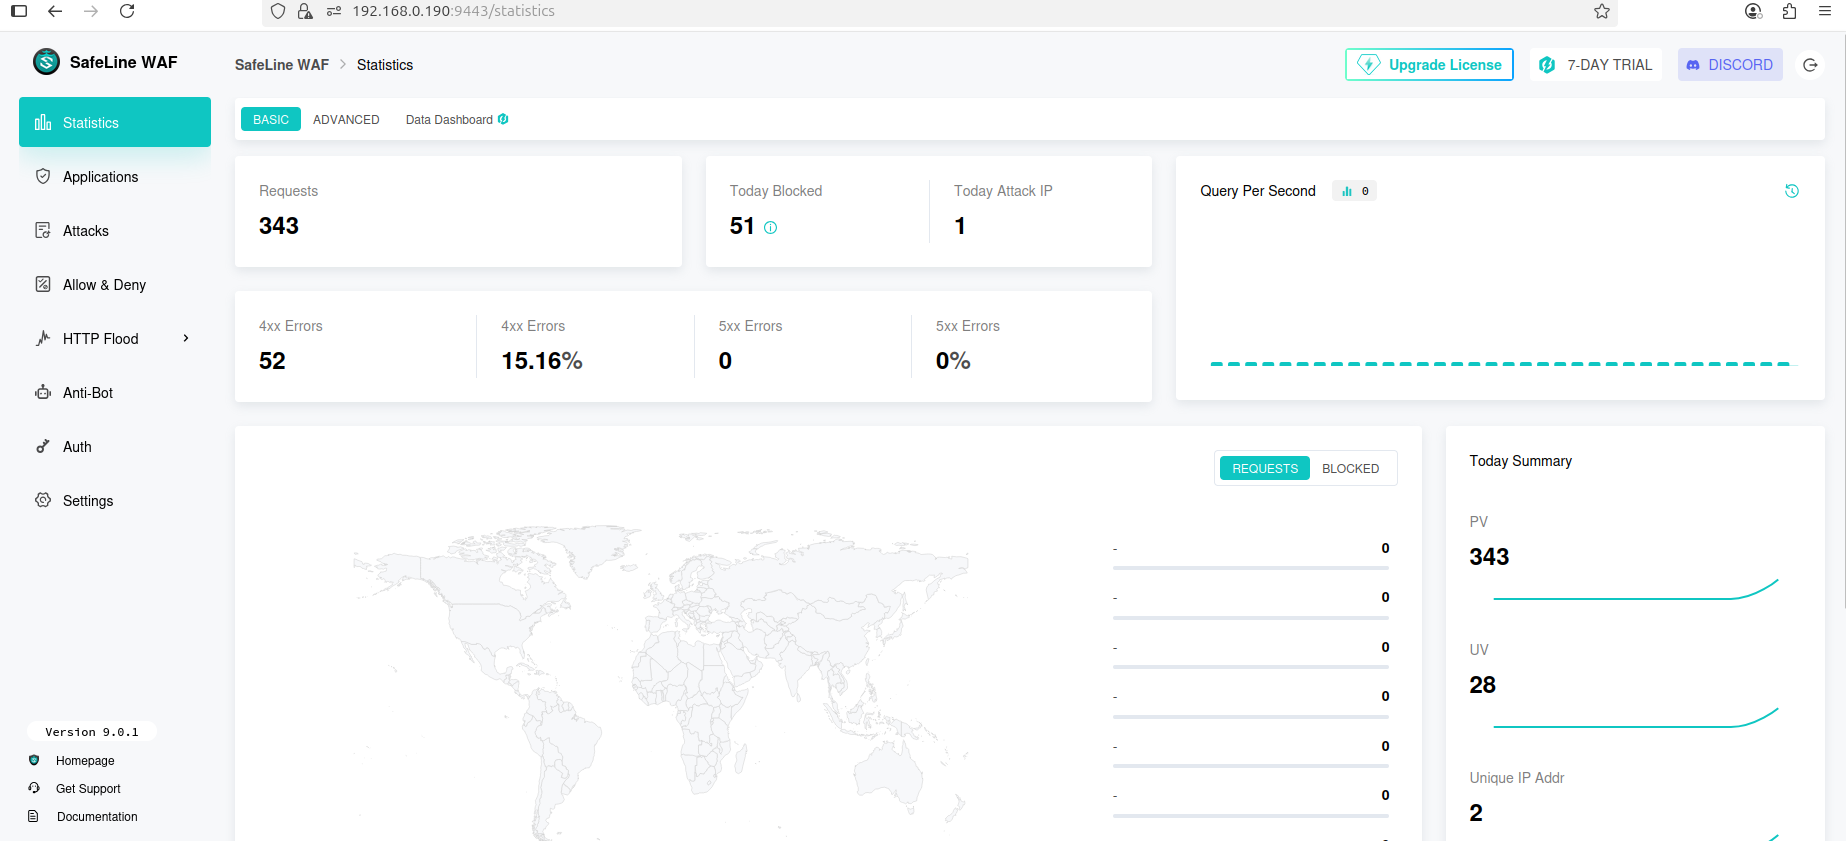 192.168.0.190:9443/statistics
SafeLine WAF
SafeLine WAF > Statistics
Upgrade License
7-DAY TRIAL
DISCORD
Statistics
Applications
Attacks
Allow & Deny
HTTP Flood
Anti-Bot
Auth
Settings
Version 9.0.1
Homepage
Get Support
Documentation
BASIC ADVANCED Data Dashboard
Requests
343
Today Blocked
51
Today Attack IP
1
Query Per Second 0
4xx Errors
52
4xx Errors
15.16%
5xx Errors
0
5xx Errors
0%
REQUESTS BLOCKED
- 0
- 0
- 0
- 0
- 0
- 0
Today Summary
PV
343
UV
28
Unique IP Addr
2